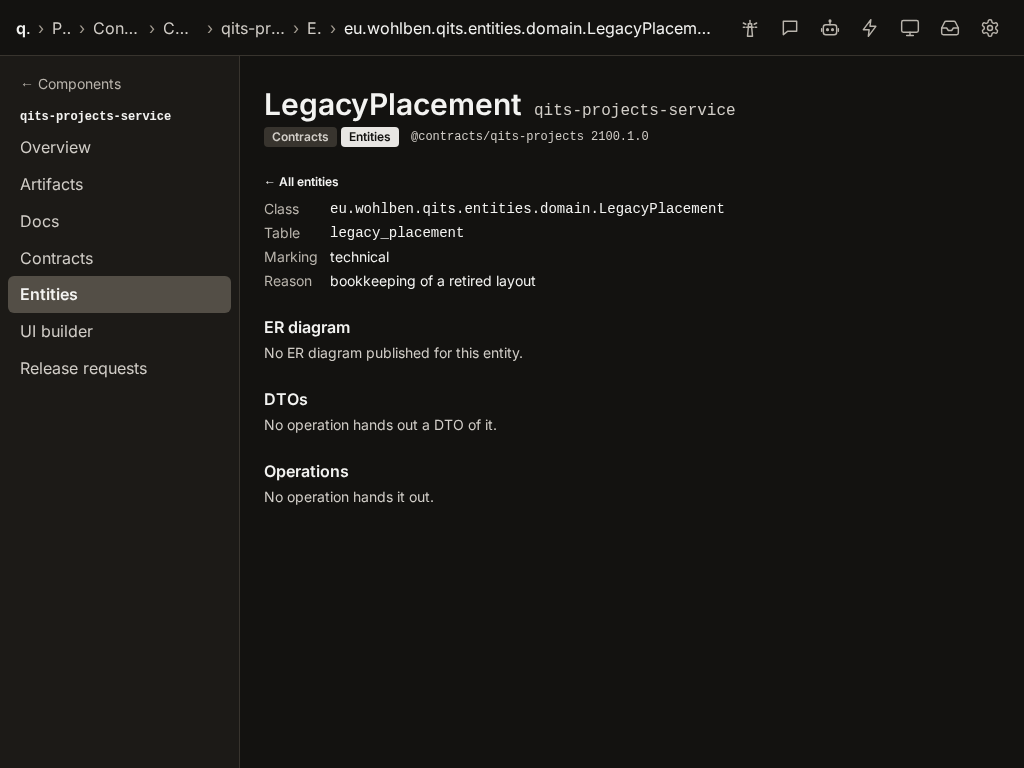 q. › P.. › Con... › C... › qits-pr... › E. › eu.wohlben.qits.entities.domain.LegacyPlacem...
← Components
qits-projects-service
Overview
Artifacts
Docs
Contracts
Entities
UI builder
Release requests
LegacyPlacement qits-projects-service
Contracts Entities @contracts/qits-projects 2100.1.0
← All entities
Class eu.wohlben.qits.entities.domain.LegacyPlacement
Table legacy_placement
Marking technical
Reason bookkeeping of a retired layout
ER diagram
No ER diagram published for this entity.
DTOs
No operation hands out a DTO of it.
Operations
No operation hands it out.